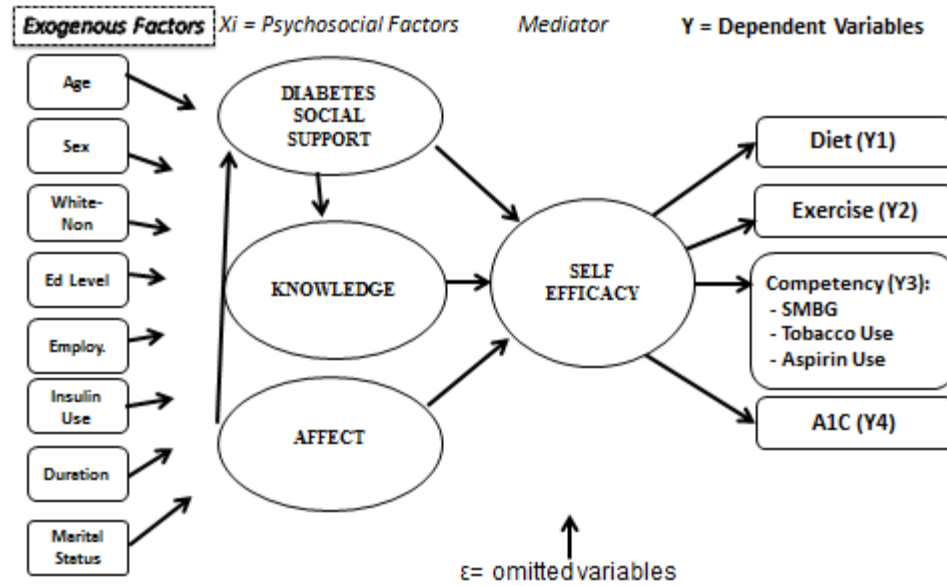 Exogenous Factors
Xi = Psychosocial Factors
Mediator
Y = Dependent Variables
Age
Sex
White-
Non
Ed Level
Employ.
Insulin
Use
Duration
Marital
Status
DIABETES
SOCIAL
SUPPORT
KNOWLEDGE
AFFECT
SELF
EFFICACY
Diet (Y1)
Exercise (Y2)
Competency (Y3):
- SMBG
- Tobacco Use
- Aspirin Use
A1C (Y4)
ε= omitted variables